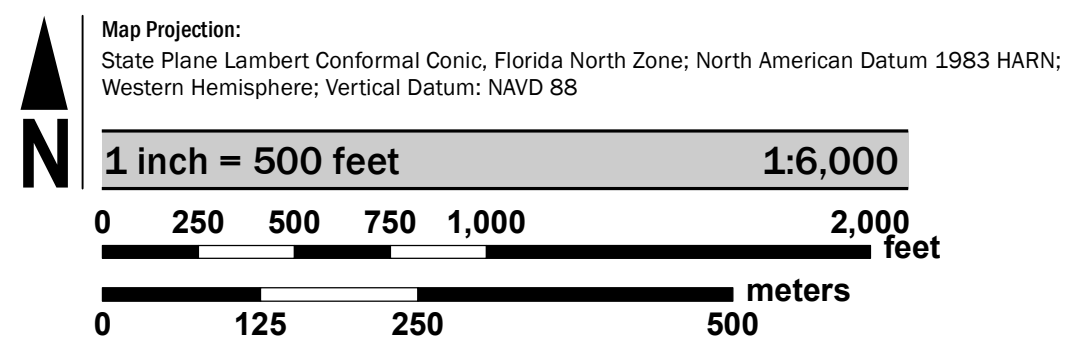 Map Projection:
State Plane Lambert Conformal Conic, Florida North Zone; North American Datum 1983 HARN;
Western Hemisphere; Vertical Datum: NAVD 88
N
1 inch = 500 feet 1:6,000
0 250 500 750 1,000 2,000
feet
meters
0 125 250 500